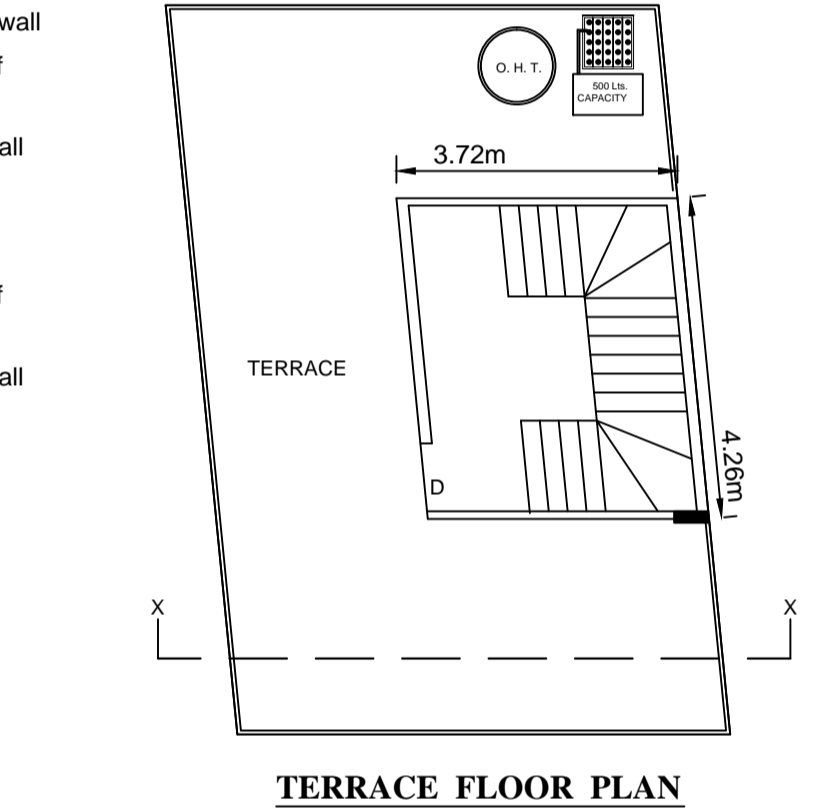 wall
f
all
f
all
O. H. T.
500 Lts.
CAPACITY
3.72m
TERRACE
4.26m
D
X
X
TERRACE FLOOR PLAN